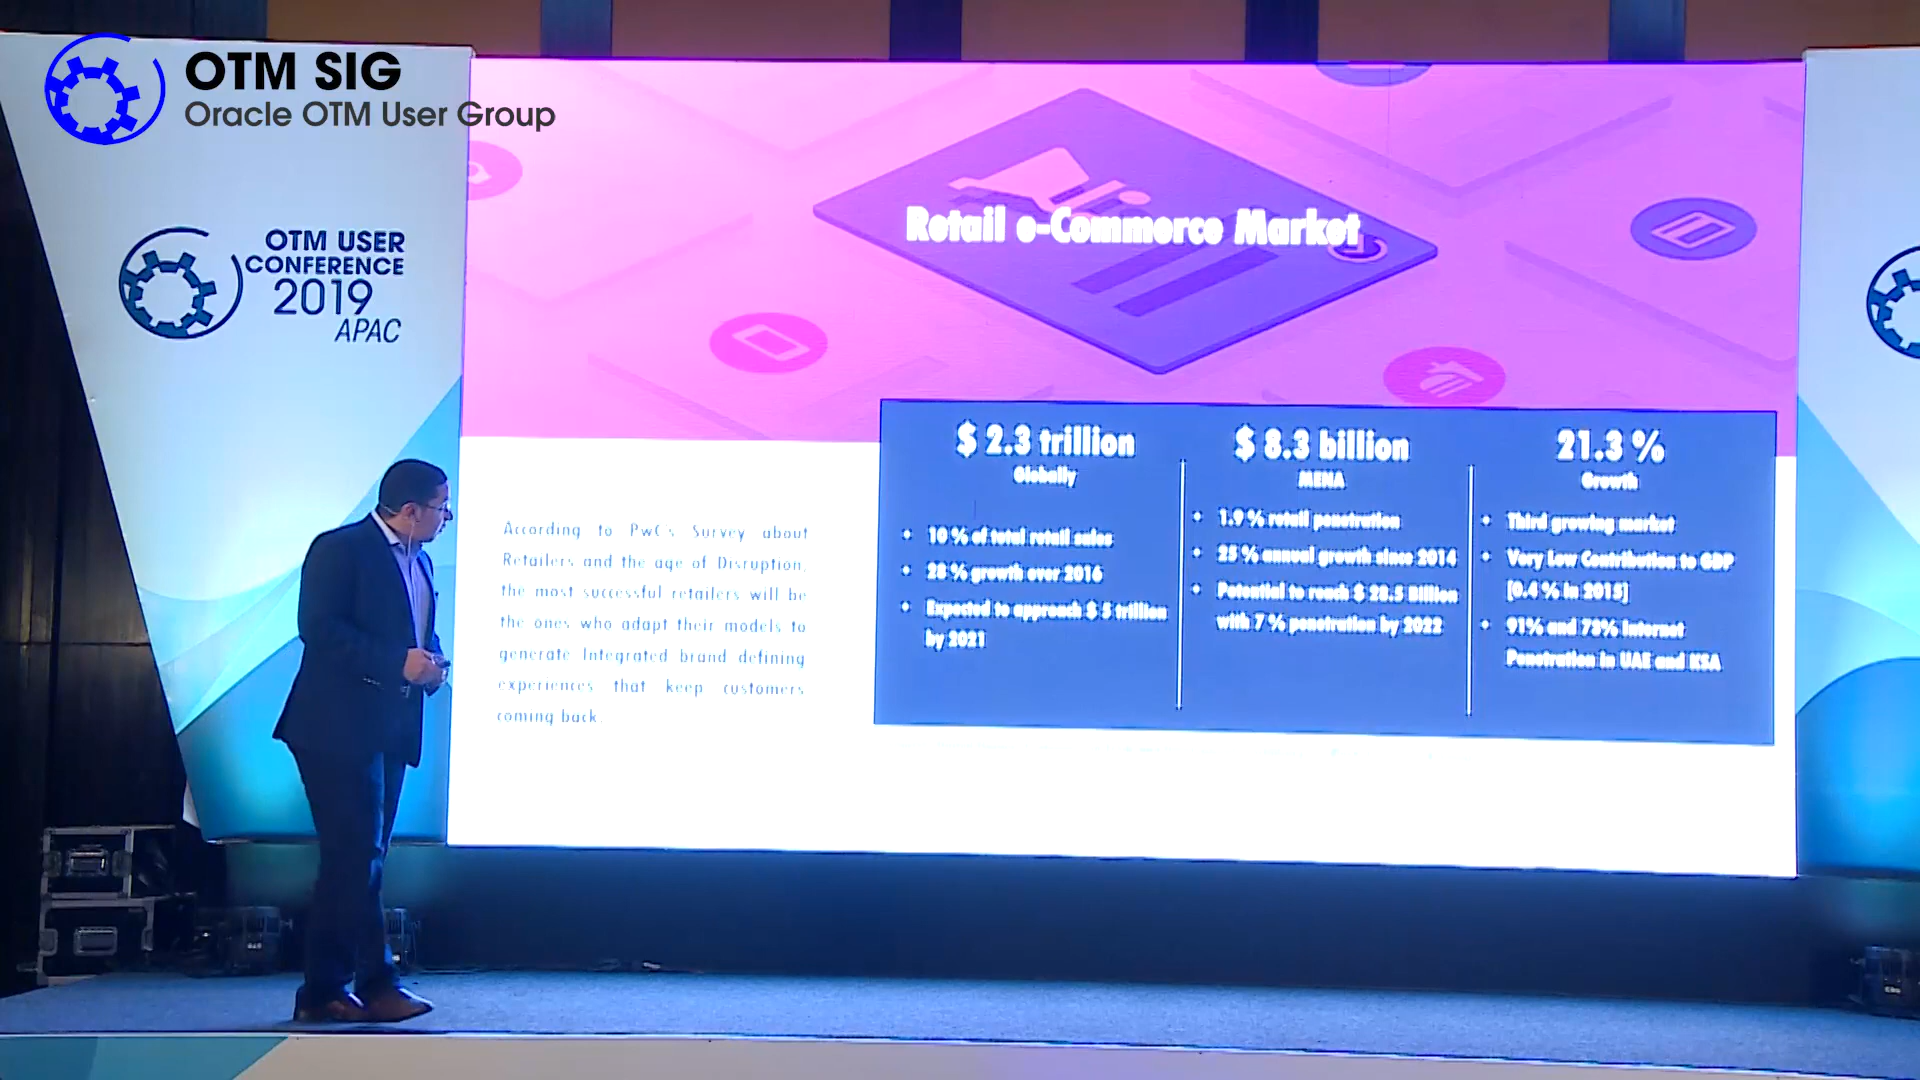 OTM SIG
Oracle OTM User Group
OTM USER
CONFERENCE
2019
APAC
Retail e-Commerce Market
According to PwC's Survey about
Retailers and the age of Disruption,
the most successful retailers will be
the ones who adapt their models to
generate Integrated brand defining
experiences that keep customers
coming back.
$ 2.3 trillion
Globally
• 10 % of total retail sales
• 28 % growth over 2016
• Expected to approach $ 5 trillion
by 2021
$ 8.3 billion
MENA
• 1.9 % retail penetration
• 25 % annual growth since 2014
• Potential to reach $ 28.5 Billion
with 7 % penetration by 2022
21.3 %
Growth
• Third growing market
• Very Low Contribution to GDP
[0.4 % in 2015]
• 91% and 73% Internet
Penetration in UAE and KSA